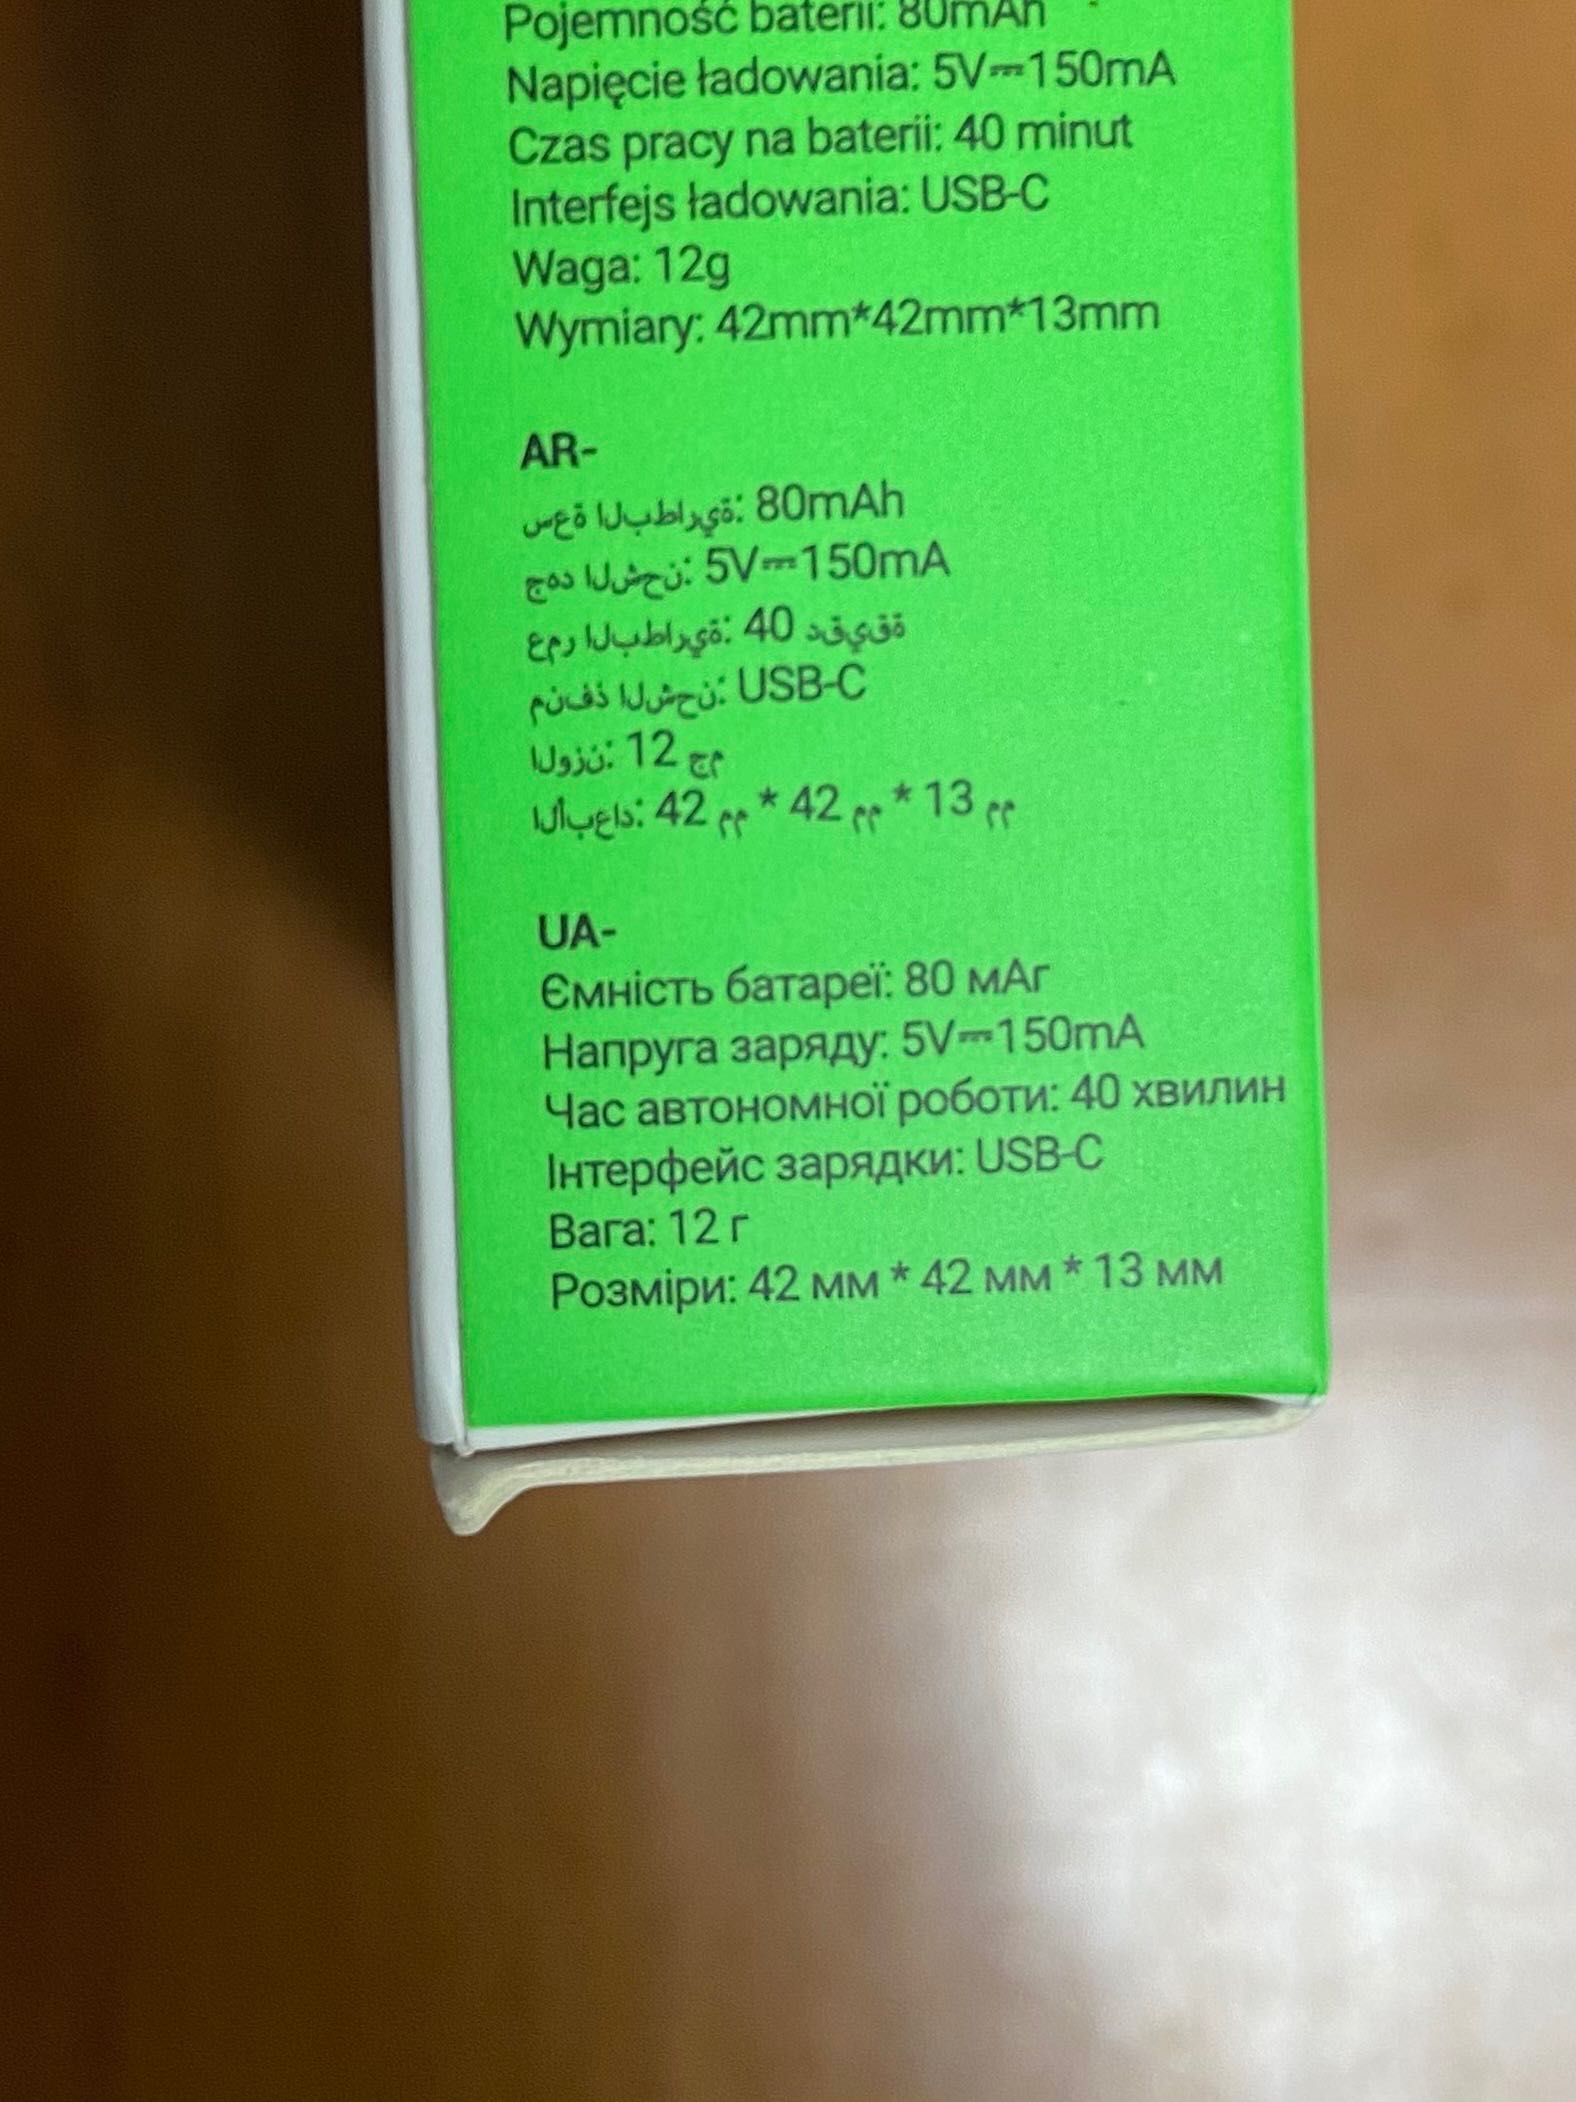 Pojemność baterii: 80mAh
Napięcie ładowania: 5V⎓150mA
Czas pracy na baterii: 40 minut
Interfejs ładowania: USB-C
Waga: 12g
Wymiary: 42mm*42mm*13mm
AR-
سعة البطارية: 80mAh
جهد الشحن: 5V⎓150mA
عمر البطارية: 40 دقيقة
منفذ الشحن: USB-C
الوزن: 12 جم
الأبعاد: 42 مم * 42 مم * 13 مم
UA-
Ємність батареї: 80 мАг
Напруга заряду: 5V⎓150mA
Час автономної роботи: 40 хвилин
Інтерфейс зарядки: USB-C
Вага: 12 г
Розміри: 42 мм * 42 мм * 13 мм